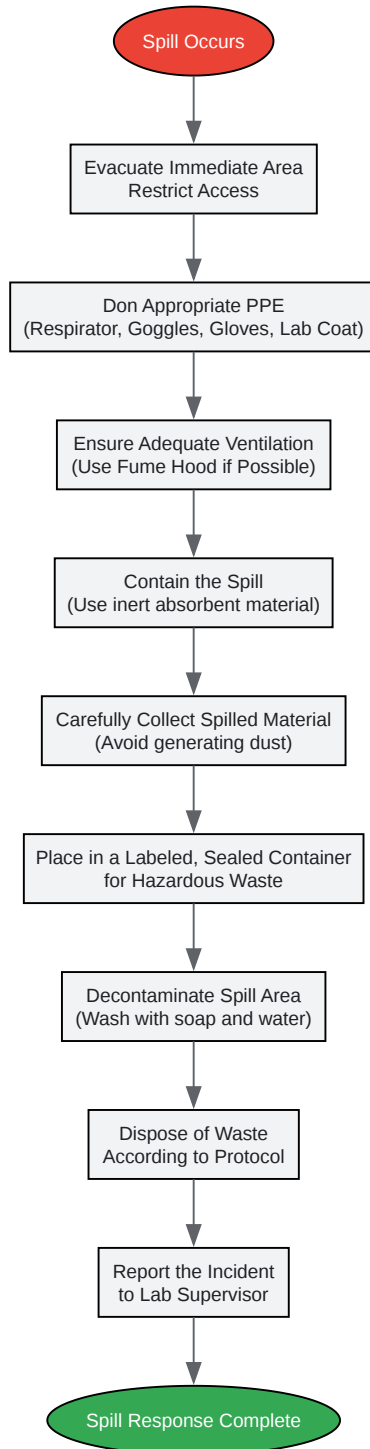 Spill Occurs
Evacuate Immediate Area
Restrict Access
Don Appropriate PPE
(Respirator, Goggles, Gloves, Lab Coat)
Ensure Adequate Ventilation
(Use Fume Hood if Possible)
Contain the Spill
(Use inert absorbent material)
Carefully Collect Spilled Material
(Avoid generating dust)
Place in a Labeled, Sealed Container
for Hazardous Waste
Decontaminate Spill Area
(Wash with soap and water)
Dispose of Waste
According to Protocol
Report the Incident
to Lab Supervisor
Spill Response Complete